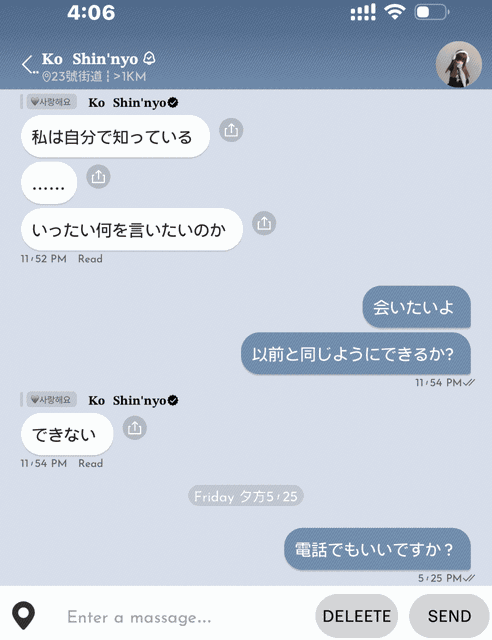 4:06
Ko Shin'nyo
23號街道┆>1KM
사랑해요 Ko Shin'nyo
私は自分で知っている
……
いったい何を言いたいのか
11:52 PM Read
会いたいよ
以前と同じようにできるか?
11:54 PM
사랑해요 Ko Shin'nyo
できない
11:54 PM Read
Friday 夕方5:25
電話でもいいですか？
5:25 PM
Enter a massage...
DELEETE
SEND